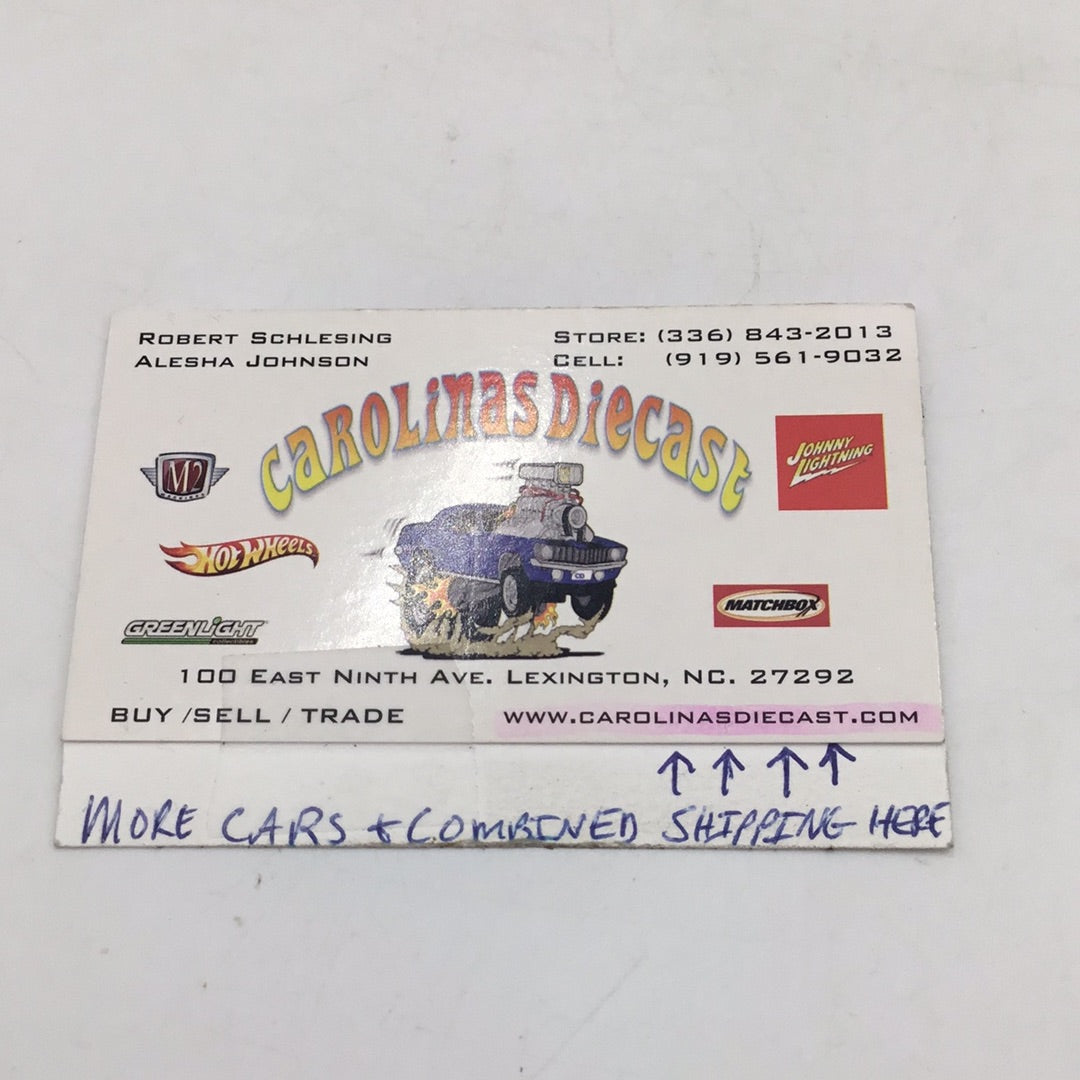 ROBERT SCHLESING
ALESHA JOHNSON
STORE: (336) 843-2013
CELL: (919) 561-9032
CAROLiNAS DiECAST
M2
JOHNNY LIGHTNING
HOT WHEELS
MATCHBOX
GREENLiGHT
collectibles
100 EAST NINTH AVE. LEXINGTON, NC. 27292
BUY /SELL / TRADE
WWW.CAROLINASDIECAST.COM
MORE CARS + COMBINED SHIPPING HERE